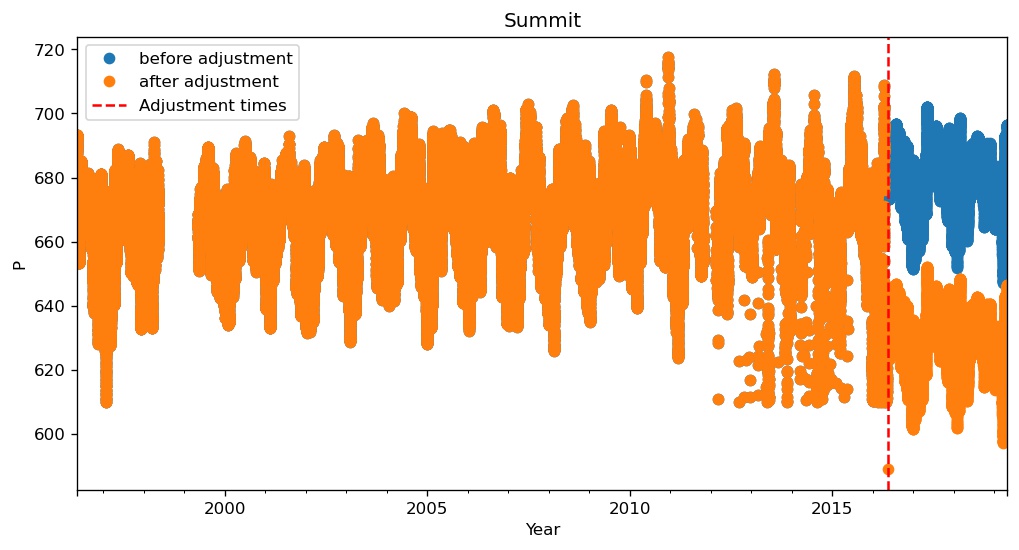 Summit
before adjustment
after adjustment
Adjustment times
720
700
680
660
640
620
600
P
2000
2005
2010
2015
Year